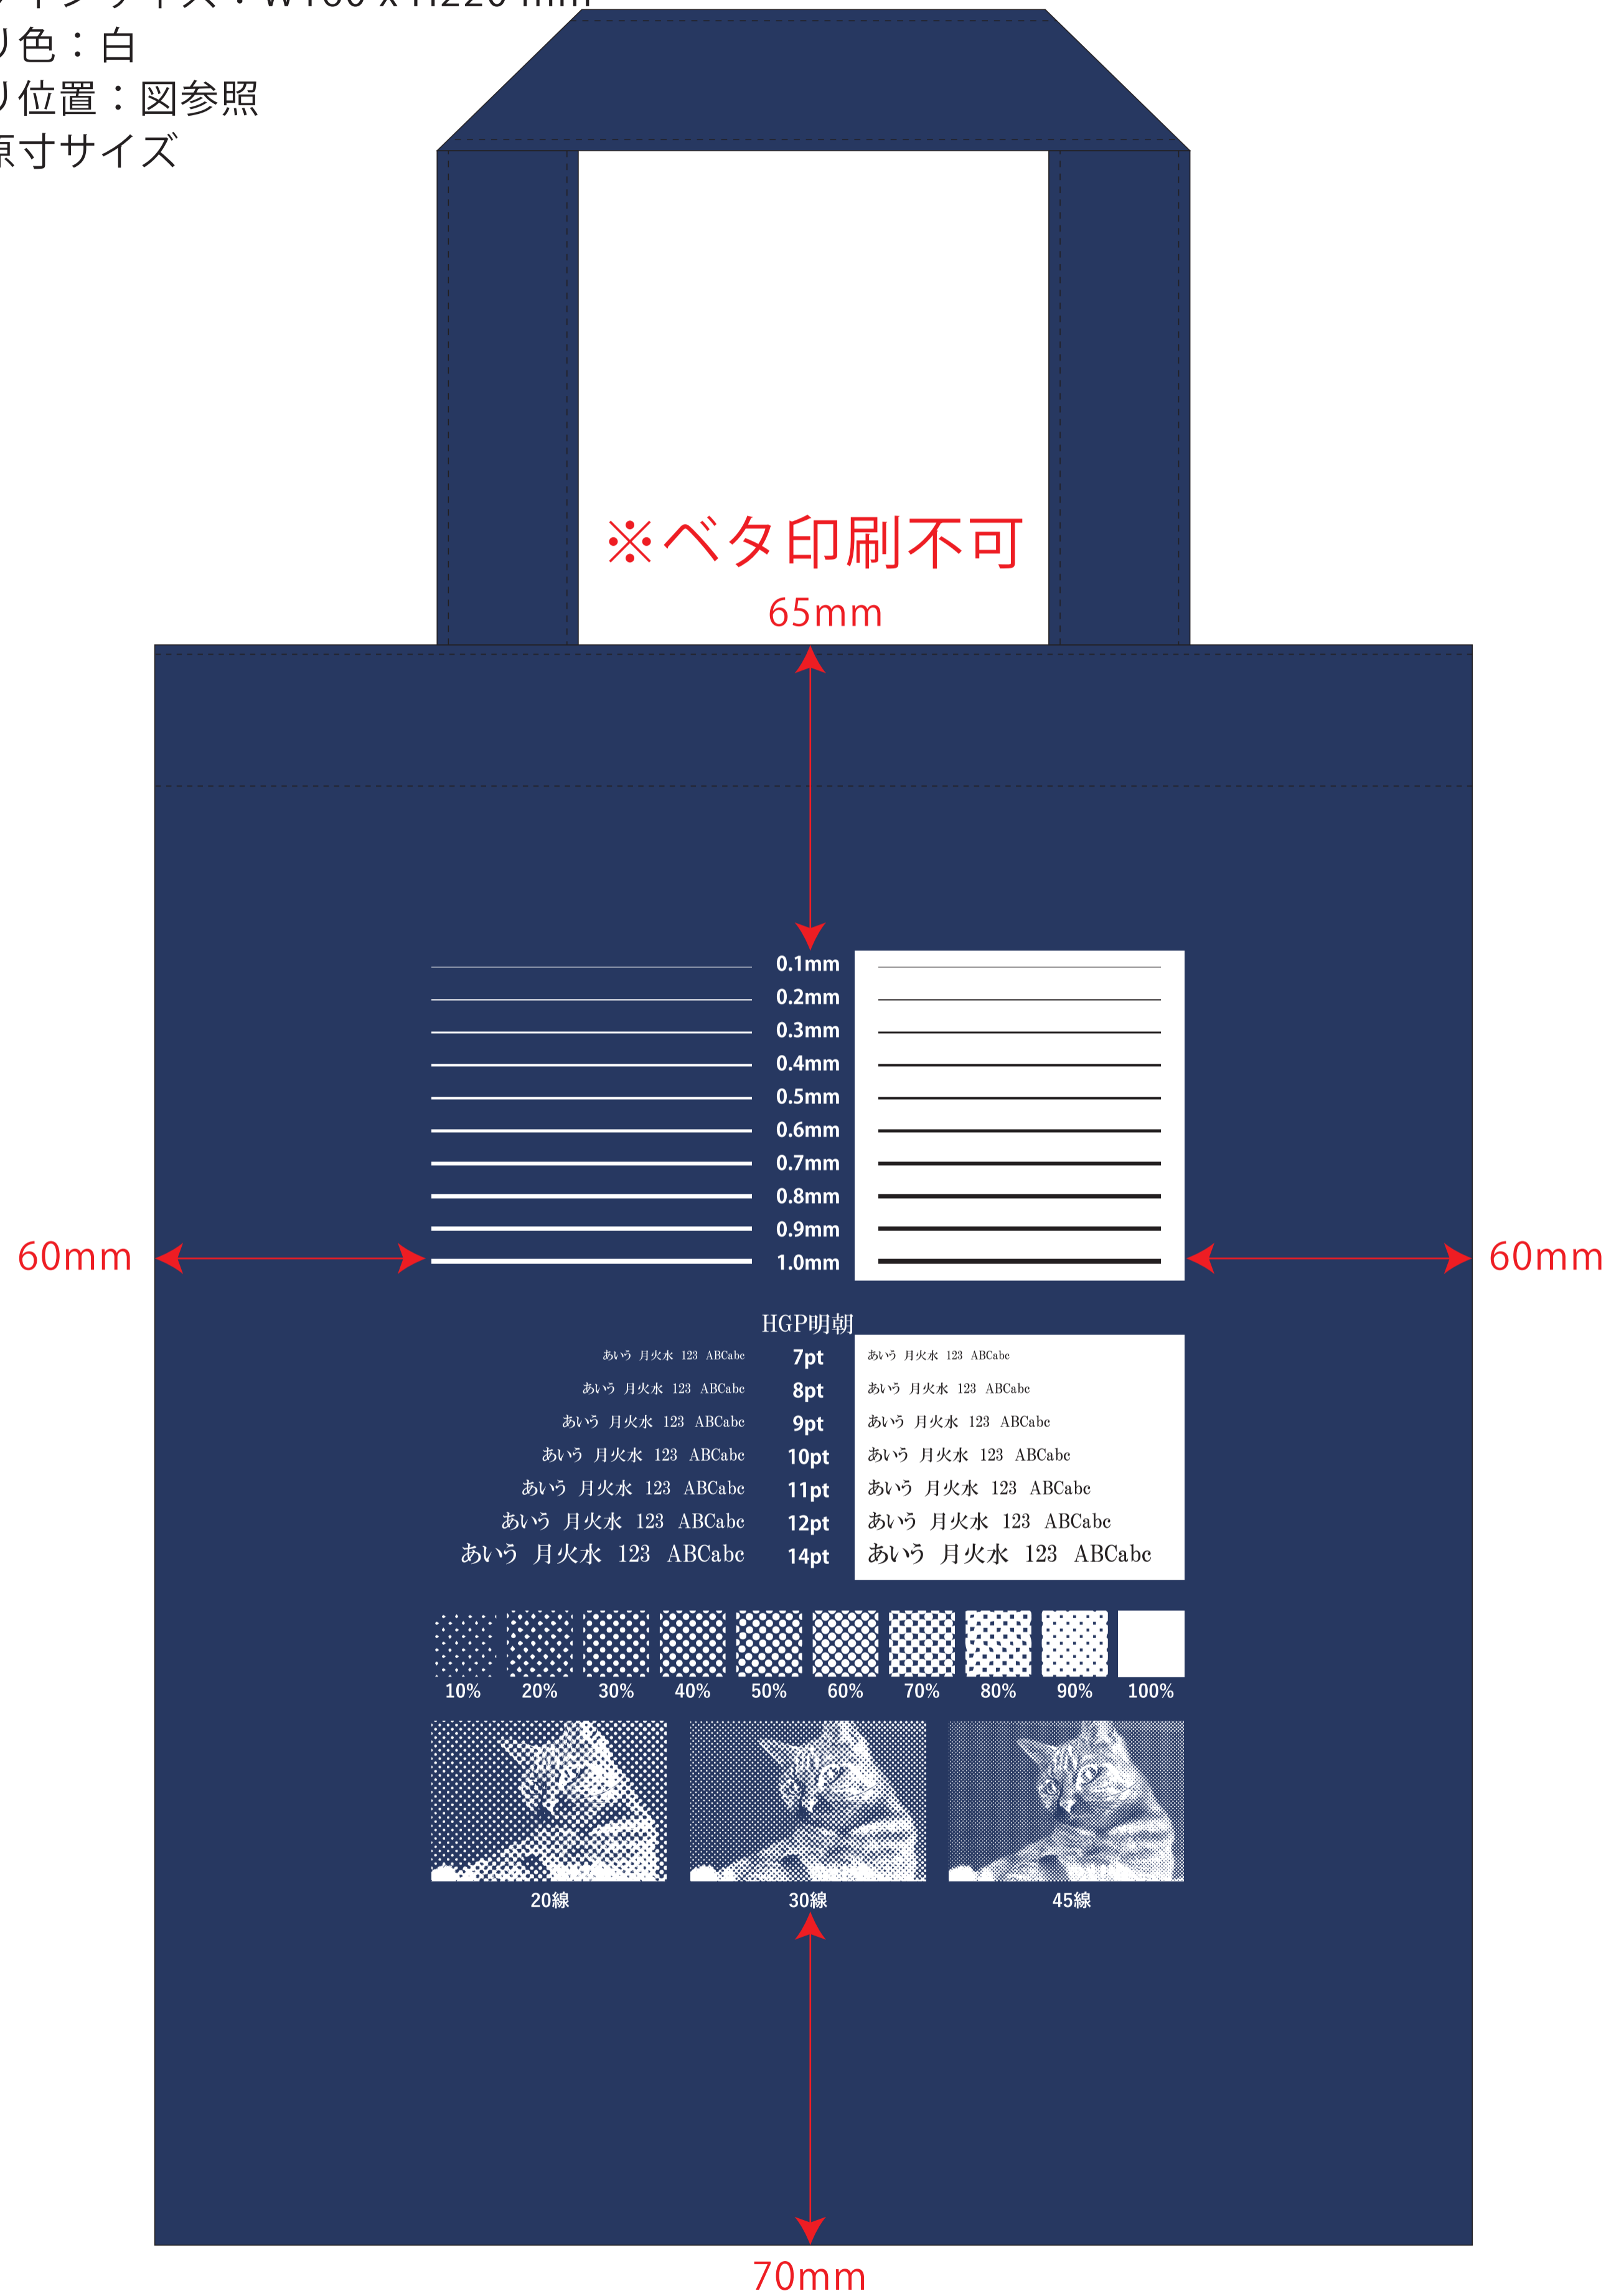 リ色：白
リ位置：図参照
原寸サイズ
※ベタ印刷不可
65mm
0.1mm
0.2mm
0.3mm
0.4mm
0.5mm
0.6mm
0.7mm
0.8mm
0.9mm
1.0mm
60mm
60mm
HGP明朝
あいう 月火水 123 ABCabc 7pt あいう 月火水 123 ABCabc
あいう 月火水 123 ABCabc 8pt あいう 月火水 123 ABCabc
あいう 月火水 123 ABCabc 9pt あいう 月火水 123 ABCabc
あいう 月火水 123 ABCabc 10pt あいう 月火水 123 ABCabc
あいう 月火水 123 ABCabc 11pt あいう 月火水 123 ABCabc
あいう 月火水 123 ABCabc 12pt あいう 月火水 123 ABCabc
あいう 月火水 123 ABCabc 14pt あいう 月火水 123 ABCabc
10% 20% 30% 40% 50% 60% 70% 80% 90% 100%
20線 30線 45線
70mm